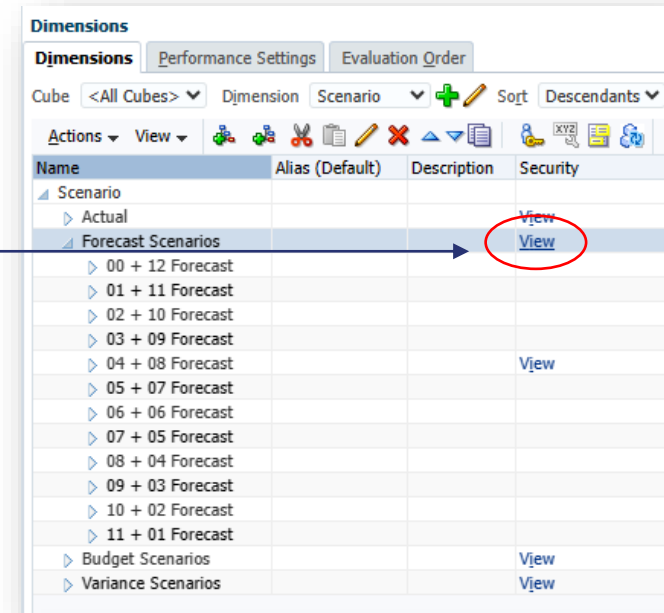 Dimensions
Dimensions Performance Settings Evaluation Order
Cube <All Cubes> Dimension Scenario Sort Descendants
Actions View XYZ
Name Alias (Default) Description Security
Scenario
Actual View
Forecast Scenarios View
00 + 12 Forecast
01 + 11 Forecast
02 + 10 Forecast
03 + 09 Forecast
04 + 08 Forecast View
05 + 07 Forecast
06 + 06 Forecast
07 + 05 Forecast
08 + 04 Forecast
09 + 03 Forecast
10 + 02 Forecast
11 + 01 Forecast
Budget Scenarios View
Variance Scenarios View